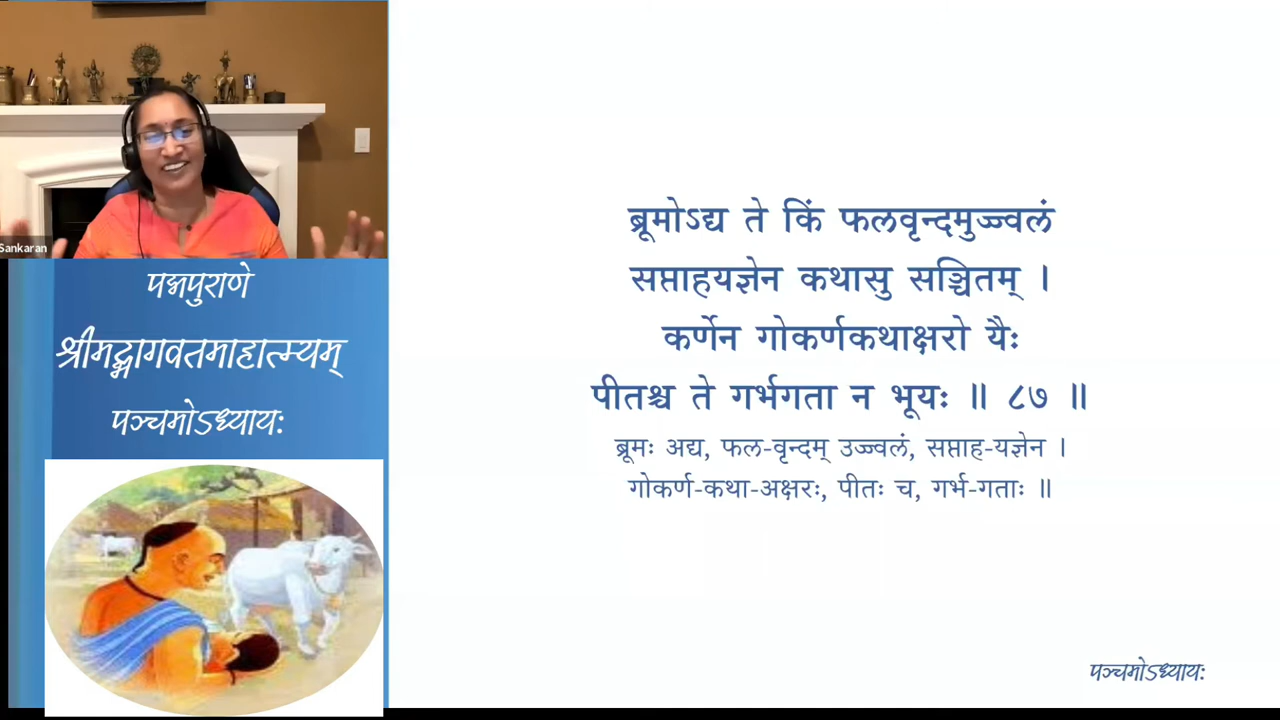 Sankaran
पद्मपुराणे
श्रीमद्भागवतमाहात्म्यम्
पञ्चमोऽध्यायः
ब्रूमोऽद्य ते किं फलवृन्दमुज्ज्वलं
सप्ताहयज्ञेन कथासु सञ्चितम् ।
कर्णेन गोकर्णकथाक्षरो यैः
पीतश्च ते गर्भगता न भूयः ॥ ८७ ॥
ब्रूमः अद्य, फल-वृन्दम् उज्ज्वलं, सप्ताह-यज्ञेन ।
गोकर्ण-कथा-अक्षरः, पीतः च, गर्भ-गताः ॥
पञ्चमोऽध्यायः